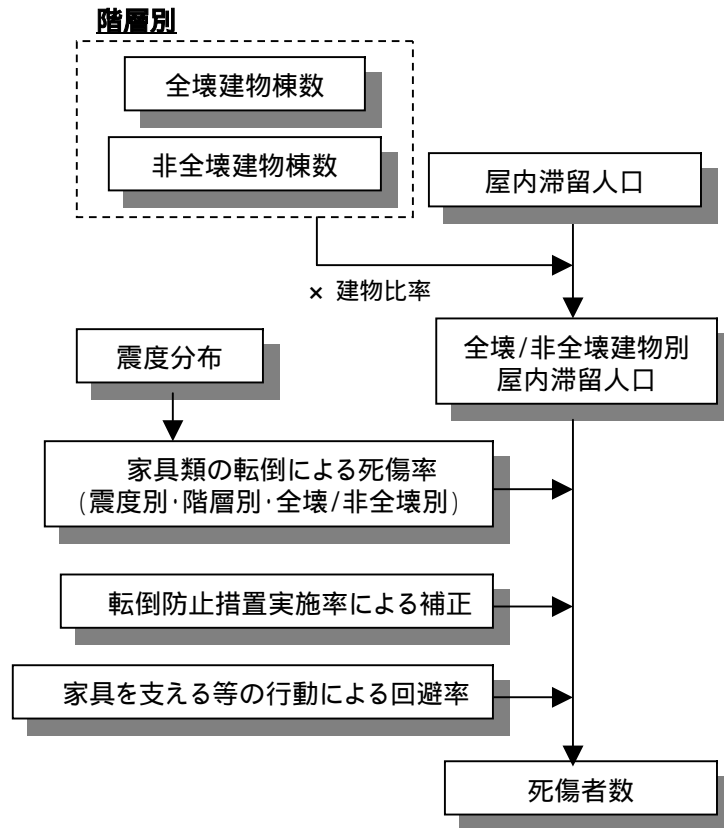 階層別
全壊建物棟数
非全壊建物棟数
屋内滞留人口
× 建物比率
全壊/非全壊建物別
屋内滞留人口
震度分布
家具類の転倒による死傷率
(震度別・階層別・全壊/非全壊別)
転倒防止措置実施率による補正
家具を支える等の行動による回避率
死傷者数